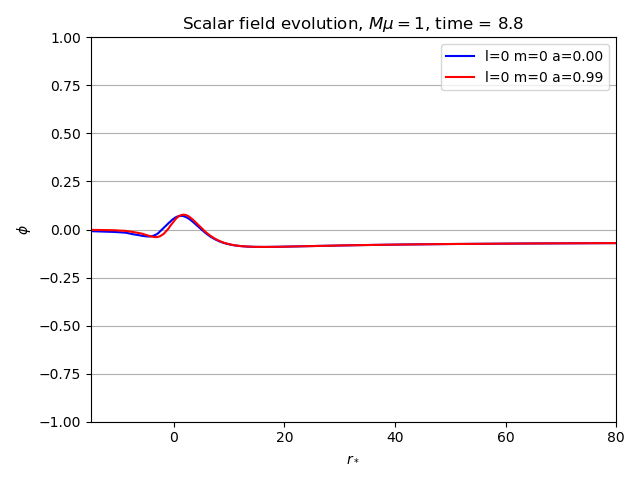 Scalar field evolution, Mμ = 1, time = 8.8
l=0 m=0 a=0.00
l=0 m=0 a=0.99
1.00
0.75
0.50
0.25
0.00
−0.25
−0.50
−0.75
−1.00
ϕ
0 20 40 60 80
r*